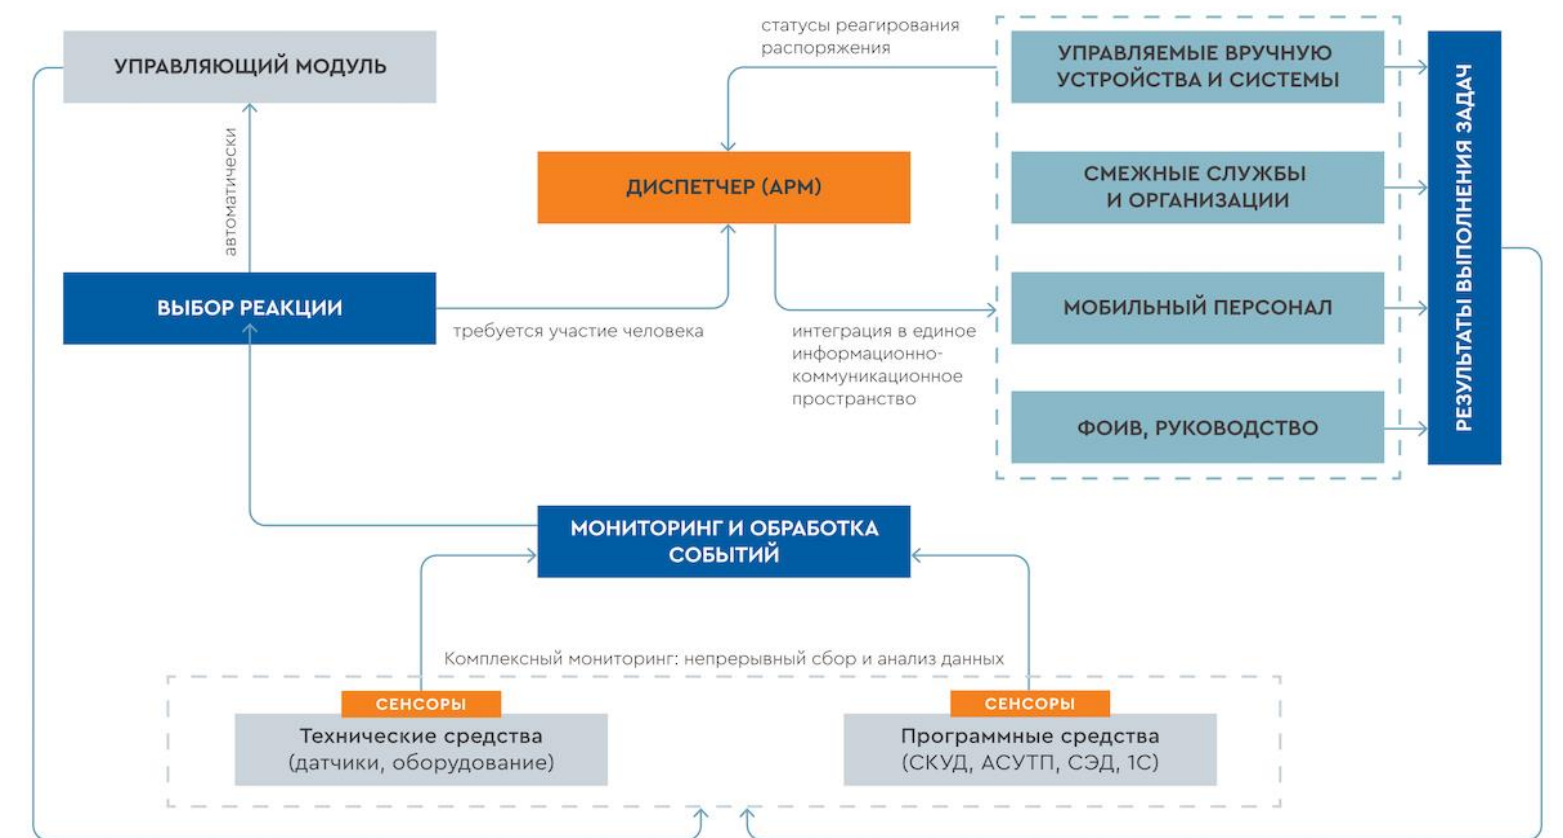 статусы реагирования
распоряжения
УПРАВЛЯЮЩИЙ МОДУЛЬ
УПРАВЛЯЕМЫЕ ВРУЧНУЮ
УСТРОЙСТВА И СИСТЕМЫ
автоматически
ДИСПЕТЧЕР (АРМ)
СМЕЖНЫЕ СЛУЖБЫ
И ОРГАНИЗАЦИИ
РЕЗУЛЬТАТЫ ВЫПОЛНЕНИЯ ЗАДАЧ
ВЫБОР РЕАКЦИИ
требуется участие человека
интеграция в единое
информационно-
коммуникационное
пространство
МОБИЛЬНЫЙ ПЕРСОНАЛ
ФОИВ, РУКОВОДСТВО
МОНИТОРИНГ И ОБРАБОТКА
СОБЫТИЙ
Комплексный мониторинг: непрерывный сбор и анализ данных
СЕНСОРЫ
Технические средства
(датчики, оборудование)
СЕНСОРЫ
Программные средства
(СКУД, АСУТП, СЭД, 1С)